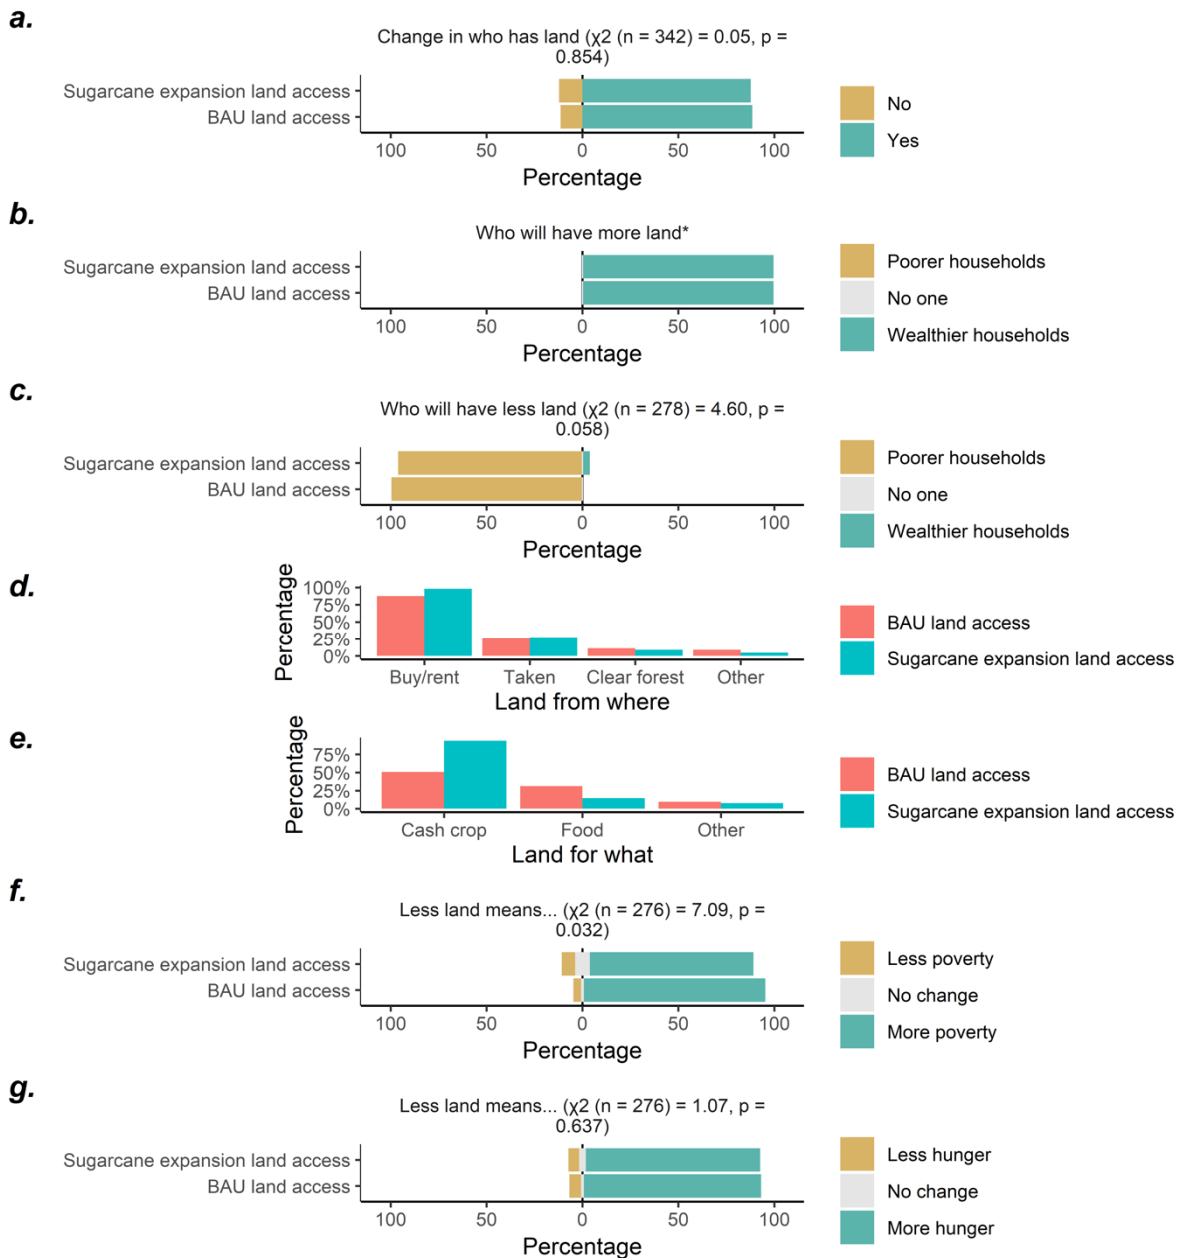 a.
Change in who has land (χ2 (n = 342) = 0.05, p =
0.854)
Sugarcane expansion land access
BAU land access
100 50 0 50 100
Percentage
No
Yes
b.
Who will have more land*
Sugarcane expansion land access
BAU land access
100 50 0 50 100
Percentage
Poorer households
No one
Wealthier households
c.
Who will have less land (χ2 (n = 278) = 4.60, p =
0.058)
Sugarcane expansion land access
BAU land access
100 50 0 50 100
Percentage
Poorer households
No one
Wealthier households
d.
Percentage
100%
75%
50%
25%
0%
Buy/rent Taken Clear forest Other
Land from where
BAU land access
Sugarcane expansion land access
e.
Percentage
75%
50%
25%
0%
Cash crop Food Other
Land for what
BAU land access
Sugarcane expansion land access
f.
Less land means... (χ2 (n = 276) = 7.09, p =
0.032)
Sugarcane expansion land access
BAU land access
100 50 0 50 100
Percentage
Less poverty
No change
More poverty
g.
Less land means... (χ2 (n = 276) = 1.07, p =
0.637)
Sugarcane expansion land access
BAU land access
100 50 0 50 100
Percentage
Less hunger
No change
More hunger